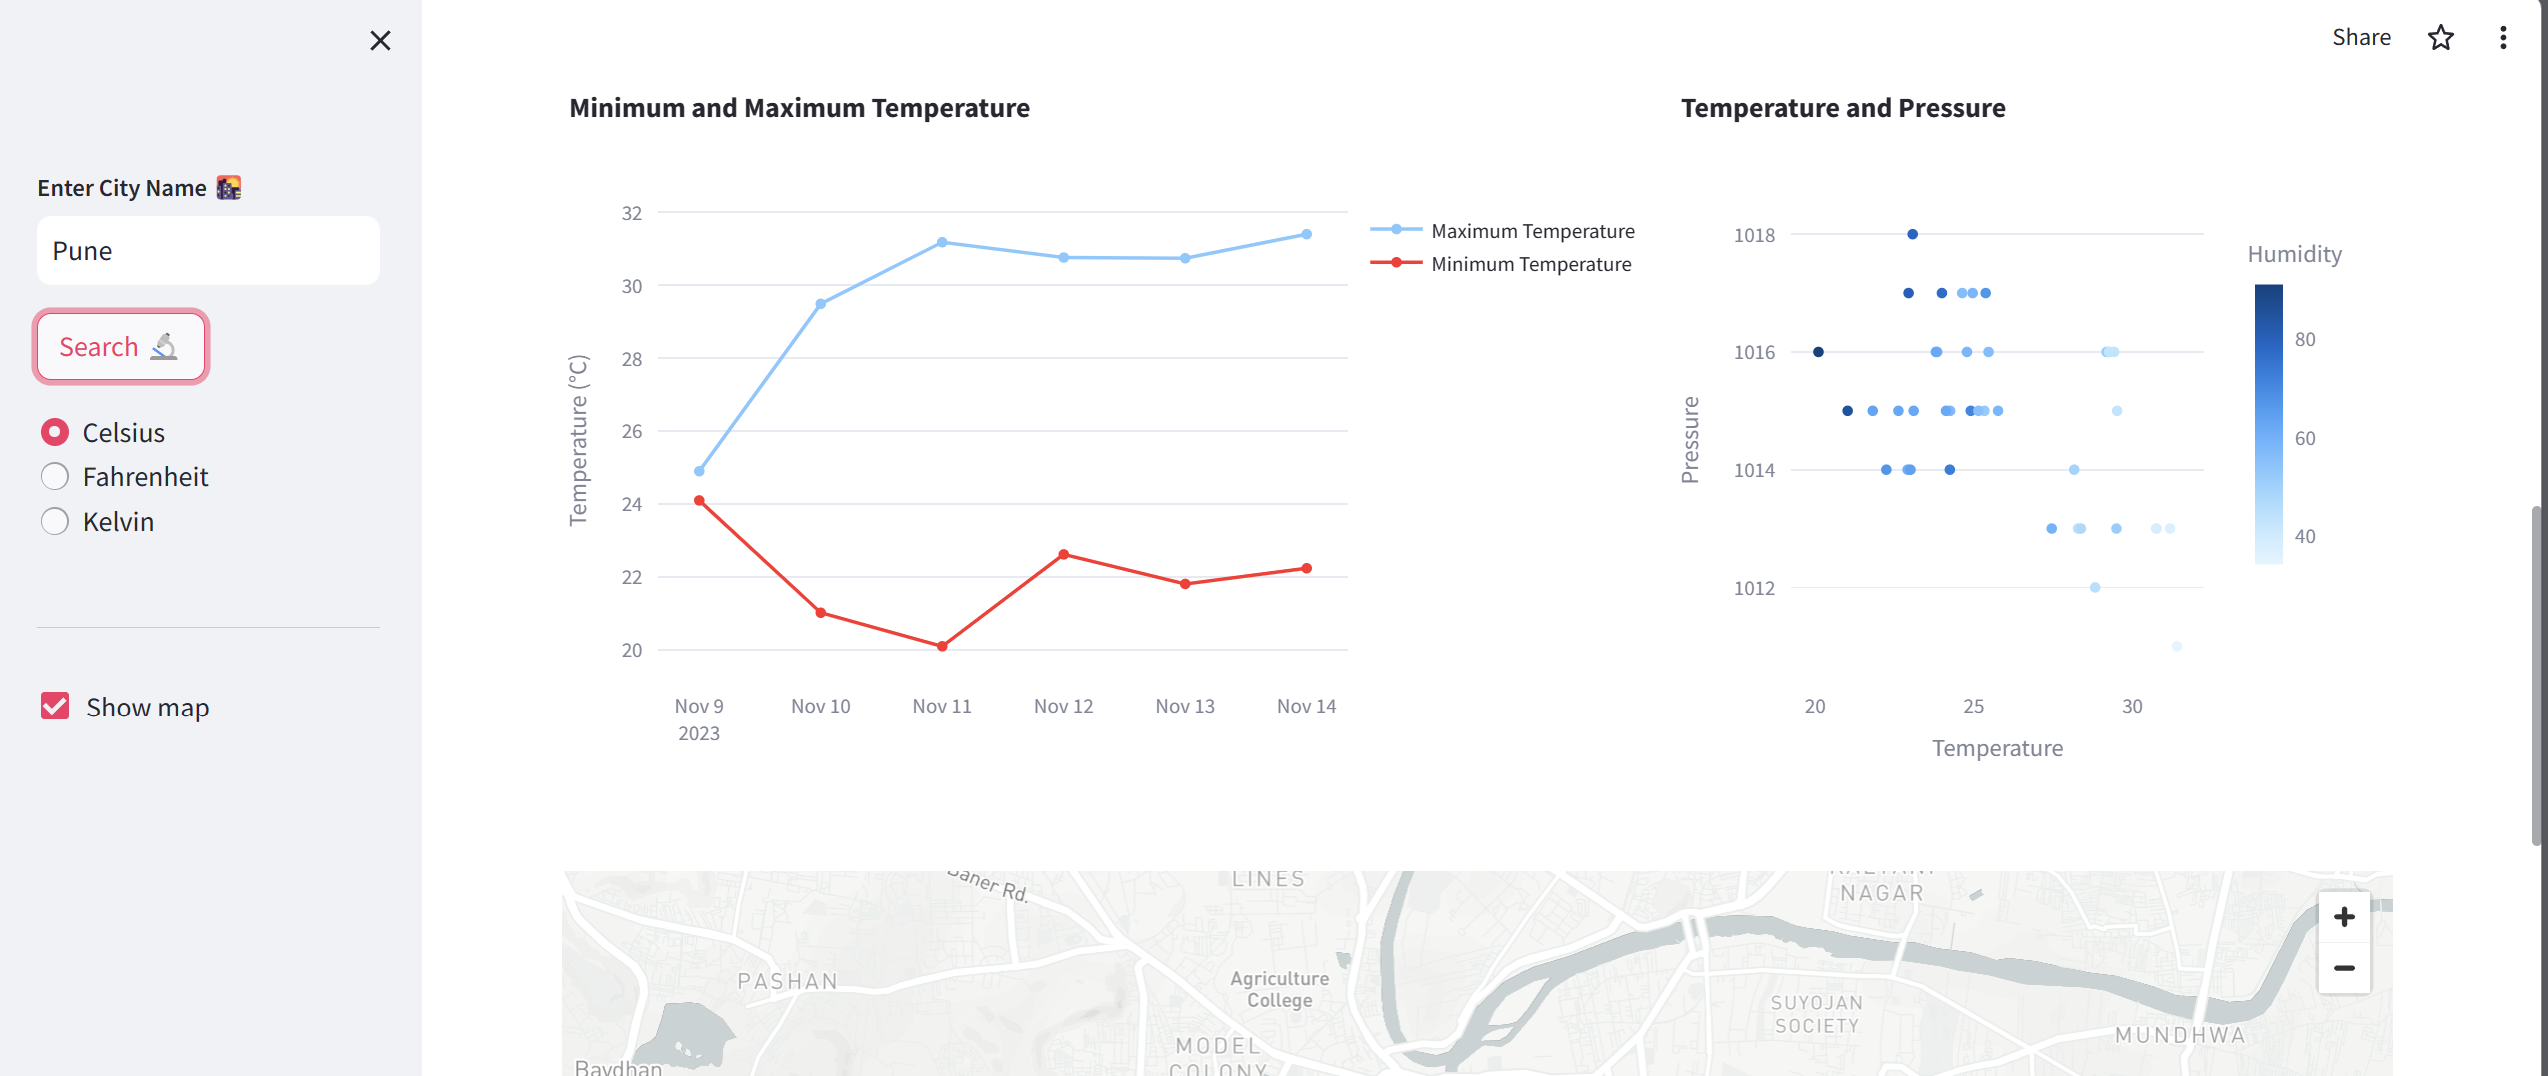 Share
Enter City Name
Pune
Search
Celsius
Fahrenheit
Kelvin
Show map
Minimum and Maximum Temperature
32
30
28
26
24
22
20
Temperature (°C)
Nov 9
2023
Nov 10
Nov 11
Nov 12
Nov 13
Nov 14
Maximum Temperature
Minimum Temperature
Temperature and Pressure
1018
1016
1014
1012
Pressure
20
25
30
Temperature
Humidity
80
60
40
Baner Rd.
LINES
KALYANI
NAGAR
PASHAN
Agriculture
College
SUYOJAN
SOCIETY
MUNDHWA
MODEL
COLONY
Bavdhan